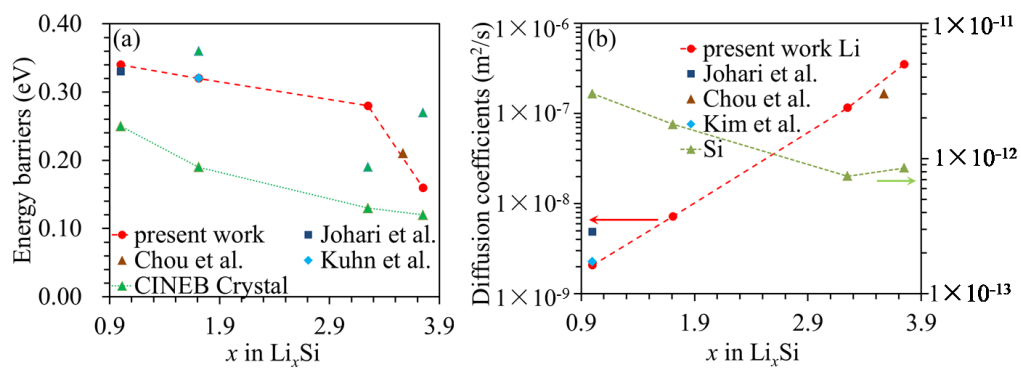 (a)
Energy barriers (eV)
0.40
0.30
0.20
0.10
0.00
present work
Johari et al.
Chou et al.
Kuhn et al.
CINEB Crystal
0.9 1.9 2.9 3.9
x in LiₓSi
(b)
Diffusion coefficients (m²/s)
1×10⁻⁶
1×10⁻⁷
1×10⁻⁸
1×10⁻⁹
present work Li
Johari et al.
Chou et al.
Kim et al.
Si
1×10⁻¹¹
1×10⁻¹²
1×10⁻¹³
0.9 1.9 2.9 3.9
x in LiₓSi